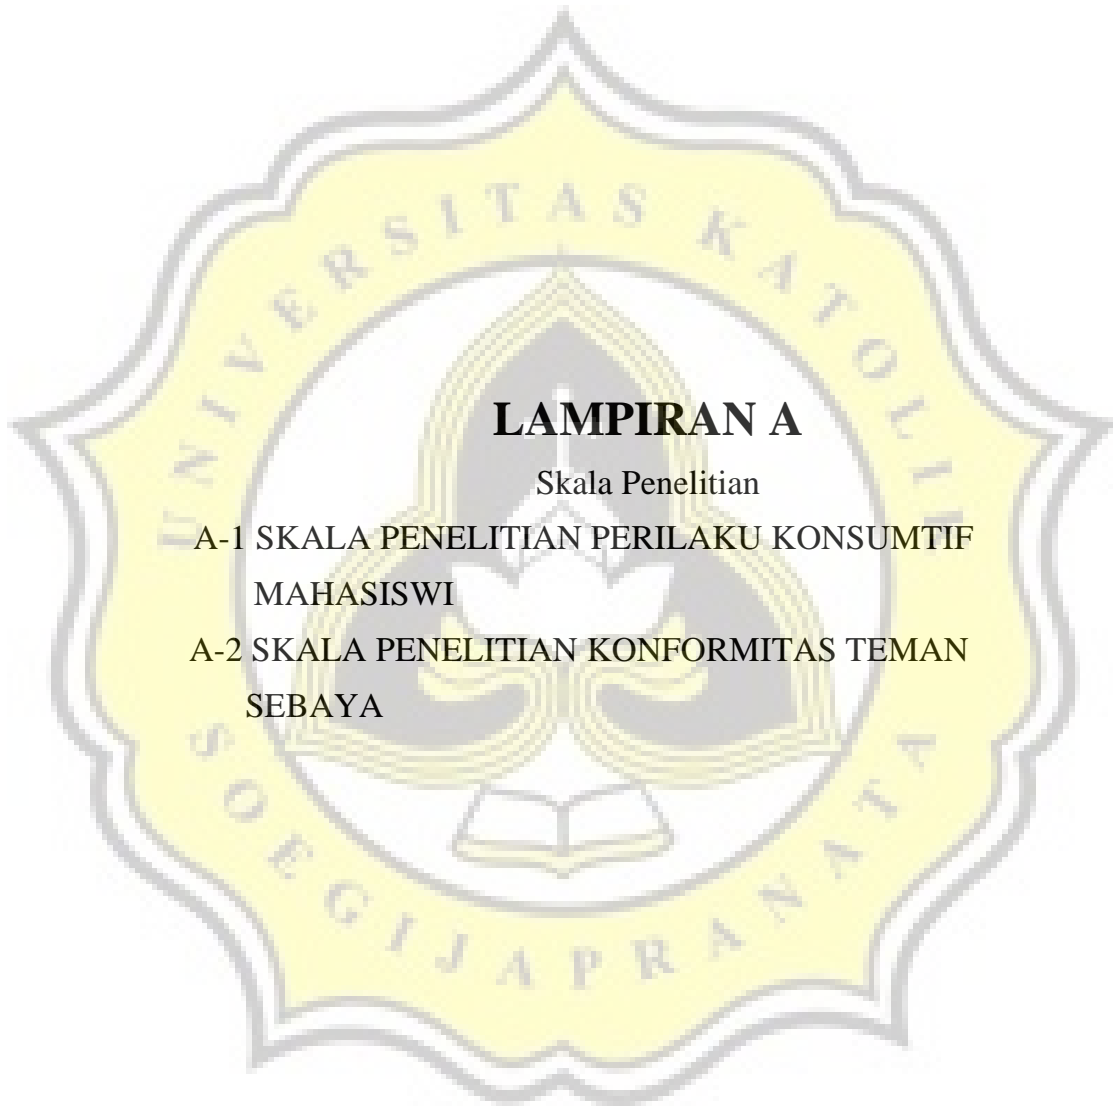 UNIVERSITAS KATOLIK
LAMPIRAN A
Skala Penelitian
A-1 SKALA PENELITIAN PERILAKU KONSUMTIF
MAHASISWI
A-2 SKALA PENELITIAN KONFORMITAS TEMAN
SEBAYA
SOEGIJAPRANATA